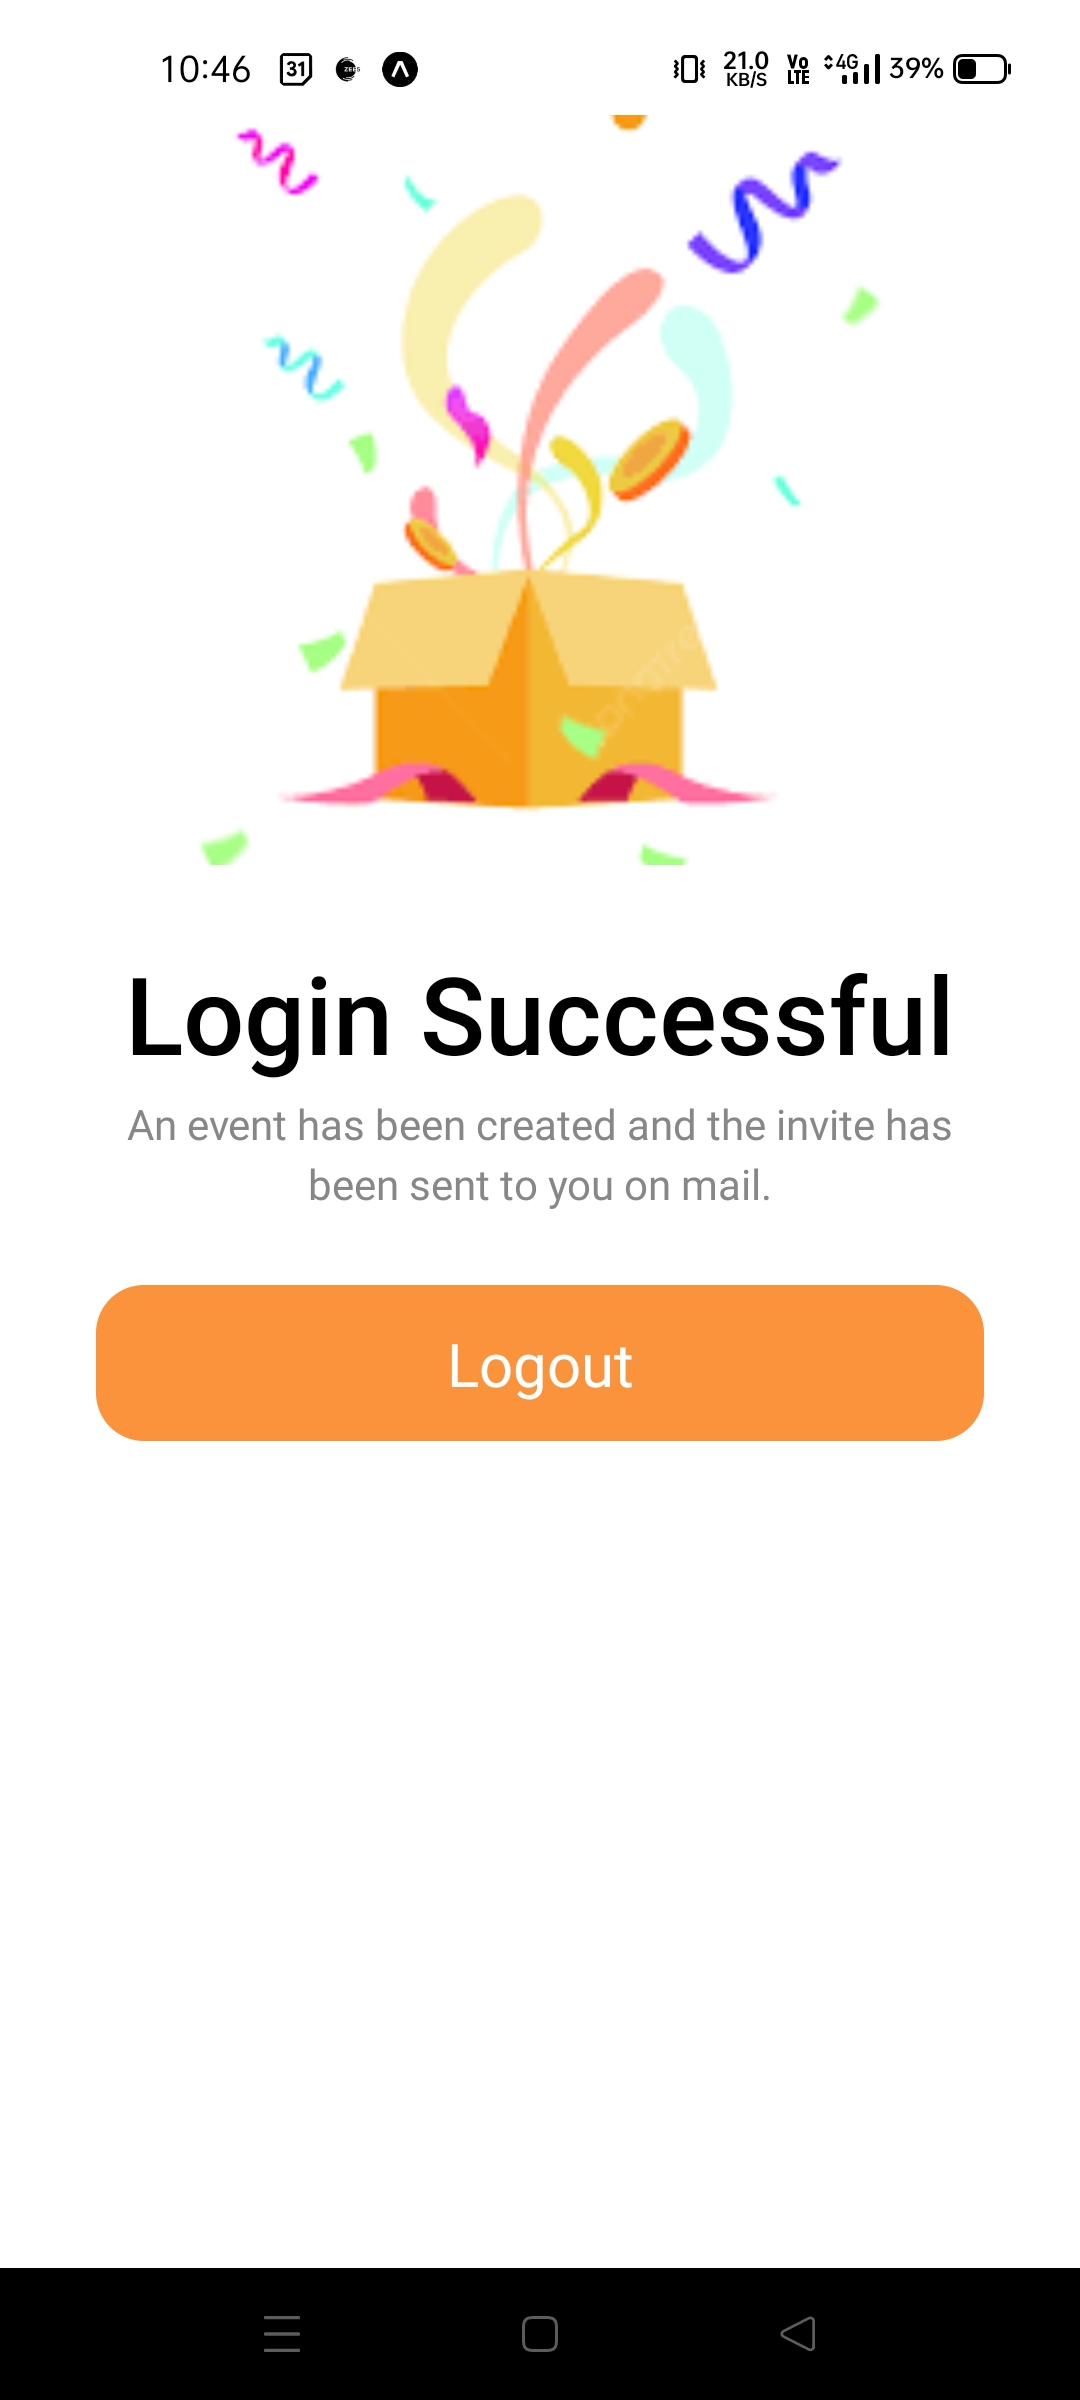 10:46 31 21.0 KB/S Vo LTE 4G 39%
Login Successful
An event has been created and the invite has
been sent to you on mail.
Logout